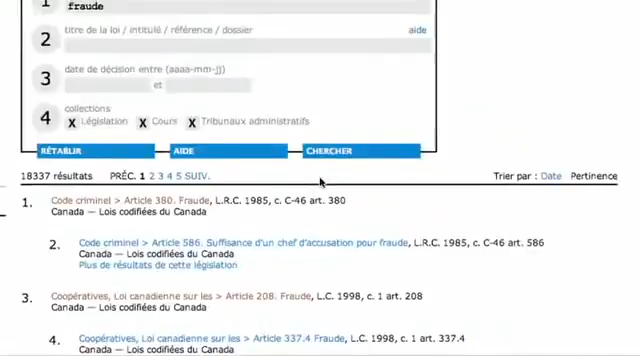 1
fraude
2 titre de la loi / intitulé / référence / dossier aide
3 date de décision entre (aaaa-mm-jj)
et
4 collections
X Législation X Cours X Tribunaux administratifs
RÉTABLIR AIDE CHERCHER
18337 résultats PRÉC. 1 2 3 4 5 SUIV. Trier par : Date Pertinence
1. Code criminel > Article 380. Fraude, L.R.C. 1985, c. C-46 art. 380
Canada — Lois codifiées du Canada
2. Code criminel > Article 586. Suffisance d'un chef d'accusation pour fraude, L.R.C. 1985, c. C-46 art. 586
Canada — Lois codifiées du Canada
Plus de résultats de cette législation
3. Coopératives, Loi canadienne sur les > Article 208. Fraude, L.C. 1998, c. 1 art. 208
Canada — Lois codifiées du Canada
4. Coopératives, Loi canadienne sur les > Article 337.4 Fraude, L.C. 1998, c. 1 art. 337.4
Canada — Lois codifiées du Canada